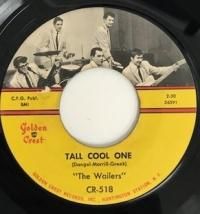 C.F.G. Publ.
BMI
2:30
26591
Golden
Crest
TALL COOL ONE
(Dangel-Morrill-Greek)
"The Wailers"
CR-518
GOLDEN CREST RECORDS, INC., HUNTINGTON STATION, N. Y.